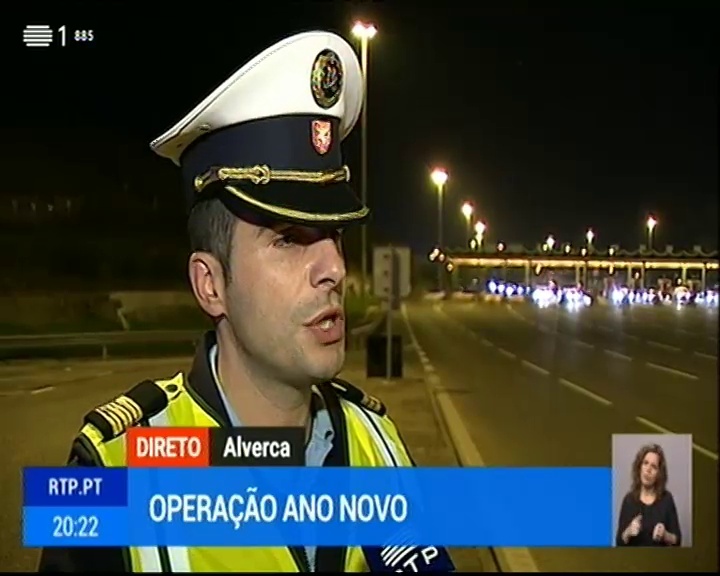 1 885
DIRETO Alverca
RTP.PT
20:22
OPERAÇÃO ANO NOVO
RTP